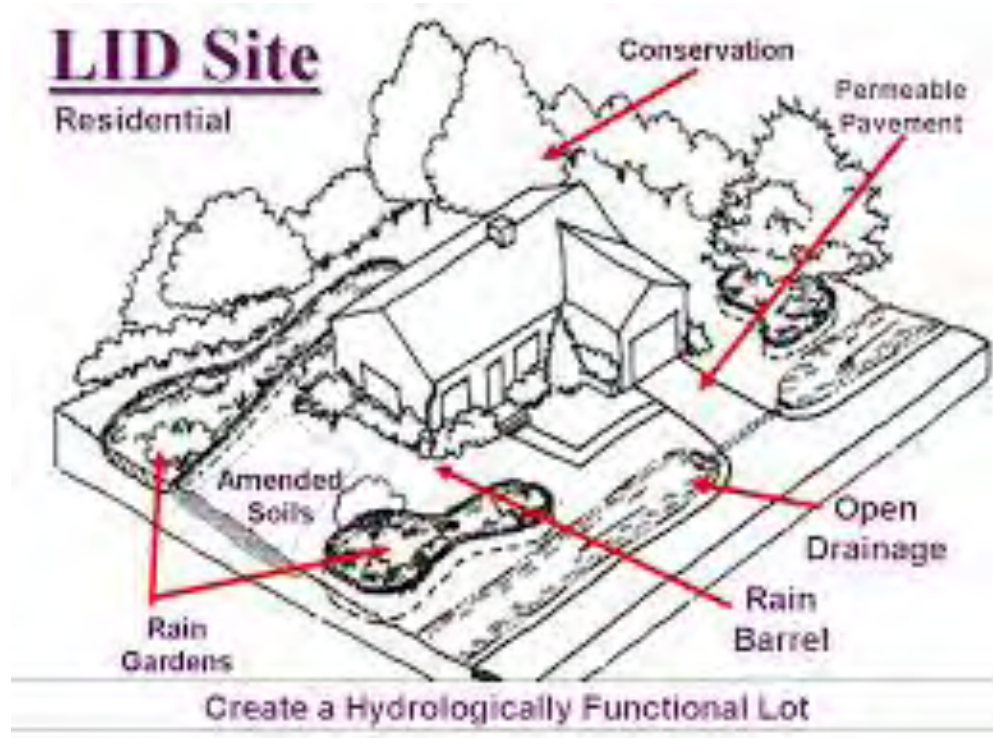 LID Site
Residential
Conservation
Permeable
Pavement
Amended
Soils
Open
Drainage
Rain
Barrel
Rain
Gardens
Create a Hydrologically Functional Lot